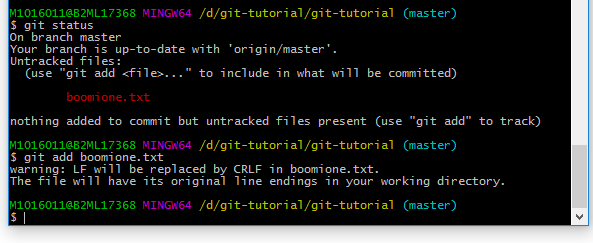 M1016011@B2ML17368 MINGW64 /d/git-tutorial/git-tutorial (master)
$ git status
On branch master
Your branch is up-to-date with 'origin/master'.
Untracked files:
  (use "git add <file>..." to include in what will be committed)
        boomione.txt
nothing added to commit but untracked files present (use "git add" to track)
M1016011@B2ML17368 MINGW64 /d/git-tutorial/git-tutorial (master)
$ git add boomione.txt
warning: LF will be replaced by CRLF in boomione.txt.
The file will have its original line endings in your working directory.
M1016011@B2ML17368 MINGW64 /d/git-tutorial/git-tutorial (master)
$